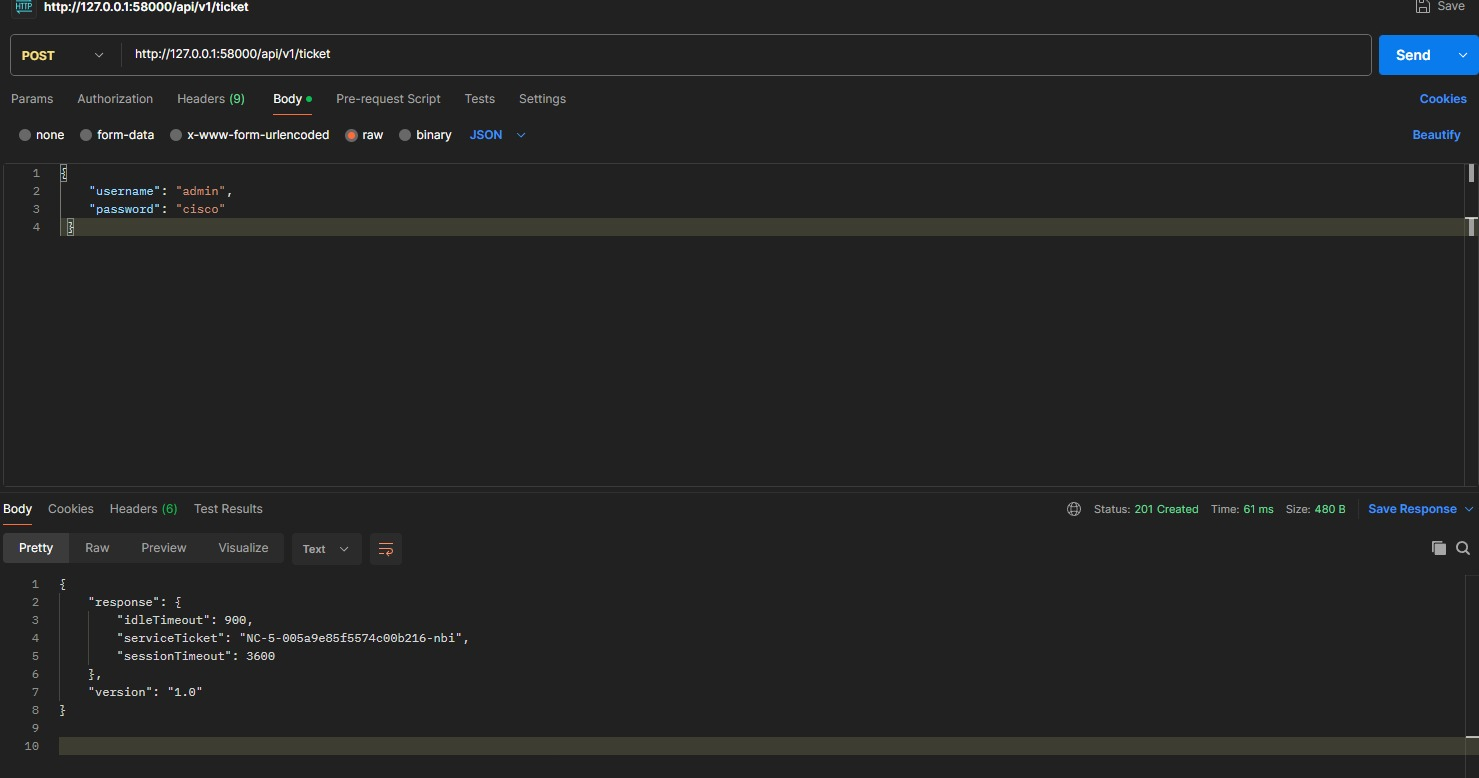 HTTP http://127.0.0.1:58000/api/v1/ticket Save
POST http://127.0.0.1:58000/api/v1/ticket Send
Params Authorization Headers (9) Body Pre-request Script Tests Settings Cookies
none form-data x-www-form-urlencoded raw binary JSON Beautify
1 {
2 "username": "admin",
3 "password": "cisco"
4 }
Body Cookies Headers (6) Test Results Status: 201 Created Time: 61 ms Size: 480 B Save Response
Pretty Raw Preview Visualize Text
1 {
2 "response": {
3 "idleTimeout": 900,
4 "serviceTicket": "NC-5-005a9e85f5574c00b216-nbi",
5 "sessionTimeout": 3600
6 },
7 "version": "1.0"
8 }
9
10